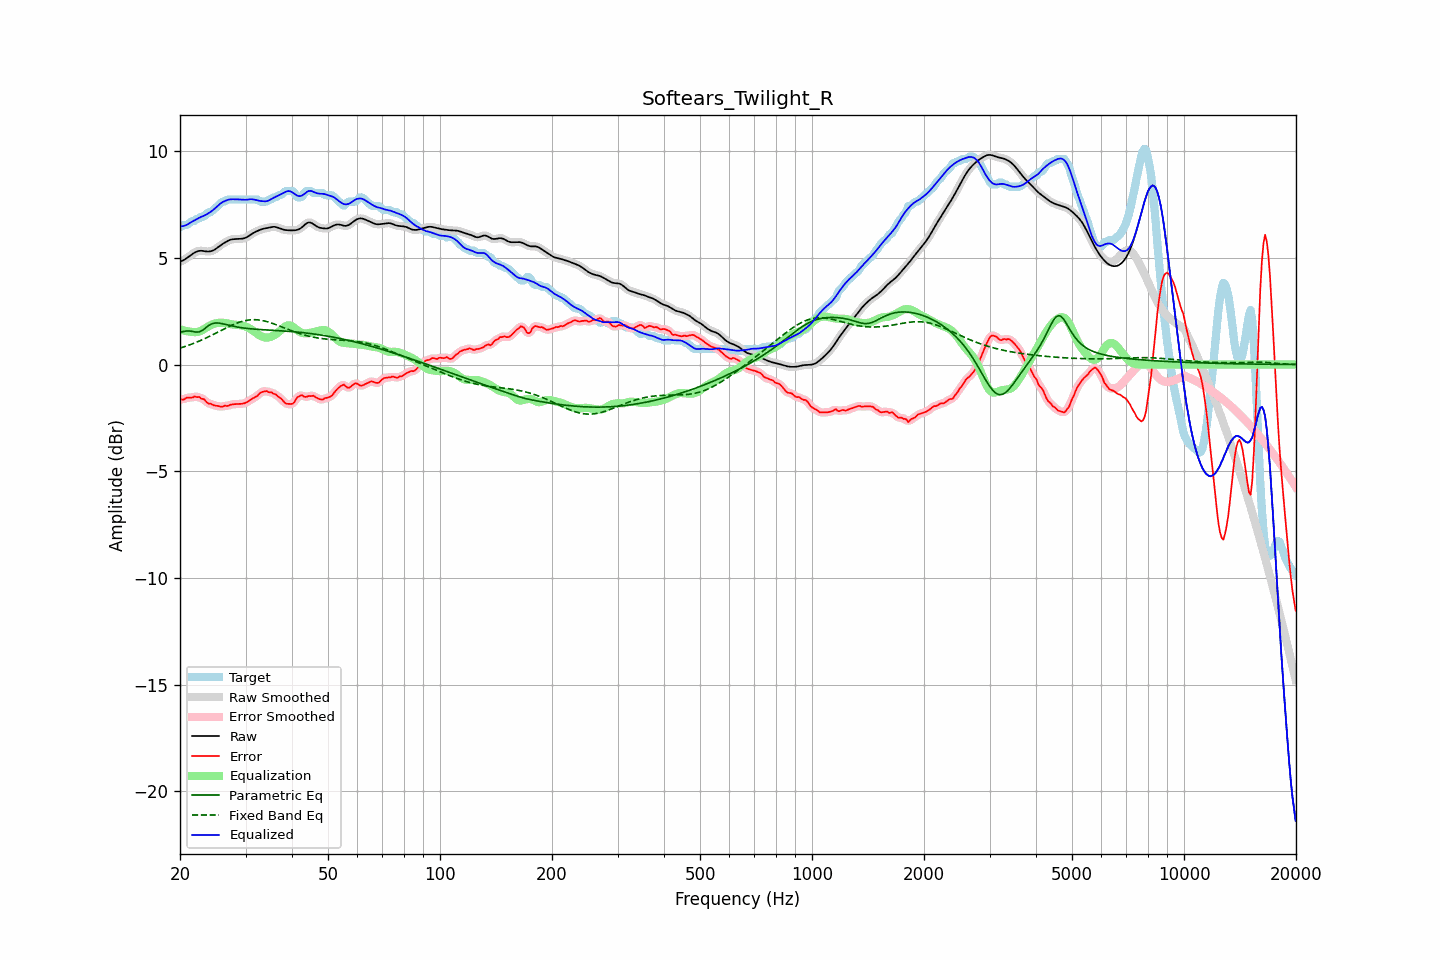 Softears_Twilight_R
Amplitude (dBr)
10
5
0
−5
−10
−15
−20
Target
Raw Smoothed
Error Smoothed
Raw
Error
Equalization
Parametric Eq
Fixed Band Eq
Equalized
20 50 100 200 500 1000 2000 5000 10000 20000
Frequency (Hz)